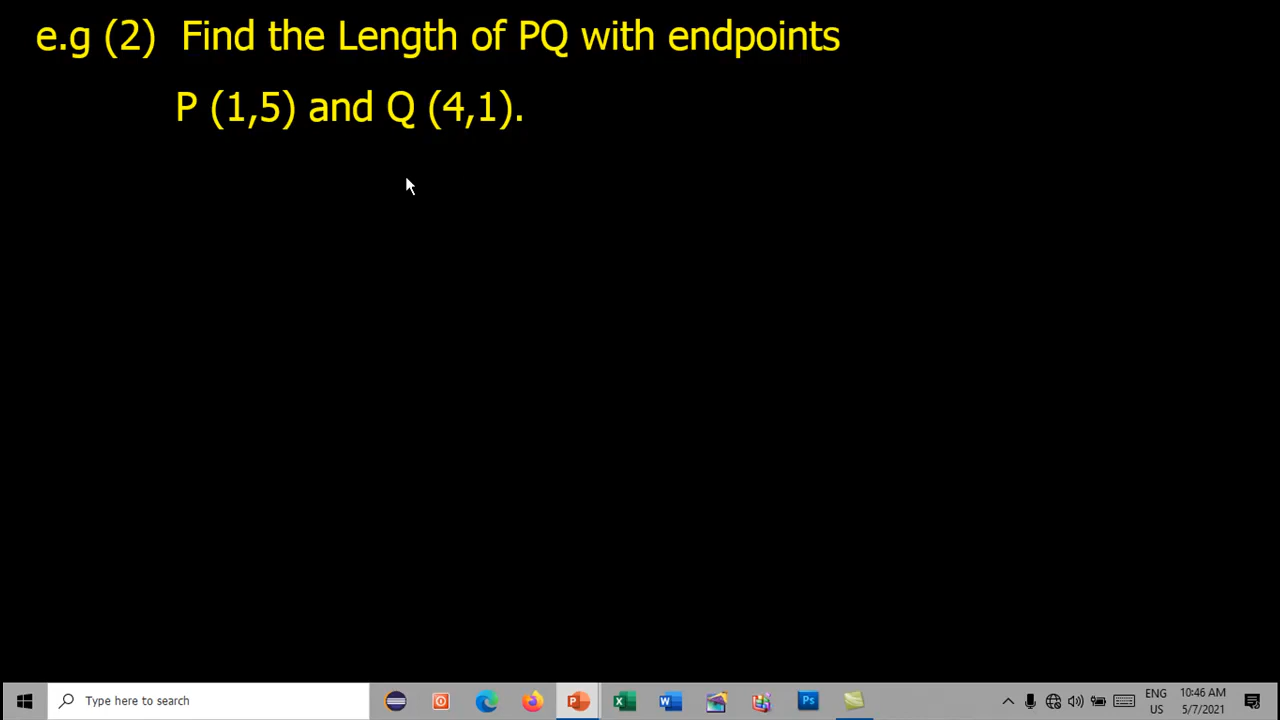 e.g (2) Find the Length of PQ with endpoints
P (1,5) and Q (4,1).
Type here to search
ENG
US
10:46 AM
5/7/2021